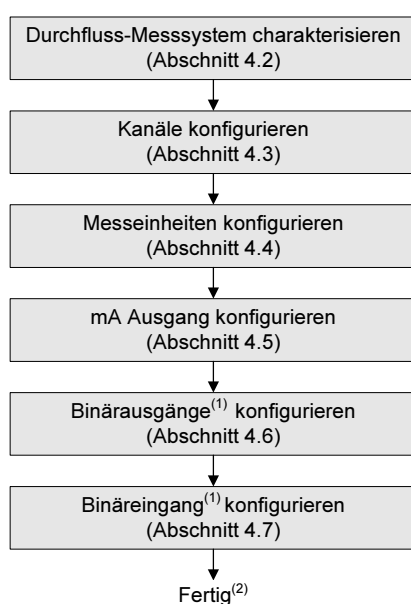 Durchfluss-Messsystem charakterisieren
(Abschnitt 4.2)
Kanäle konfigurieren
(Abschnitt 4.3)
Messeinheiten konfigurieren
(Abschnitt 4.4)
mA Ausgang konfigurieren
(Abschnitt 4.5)
Binärausgänge(1) konfigurieren
(Abschnitt 4.6)
Binäreingang(1) konfigurieren
(Abschnitt 4.7)
Fertig(2)